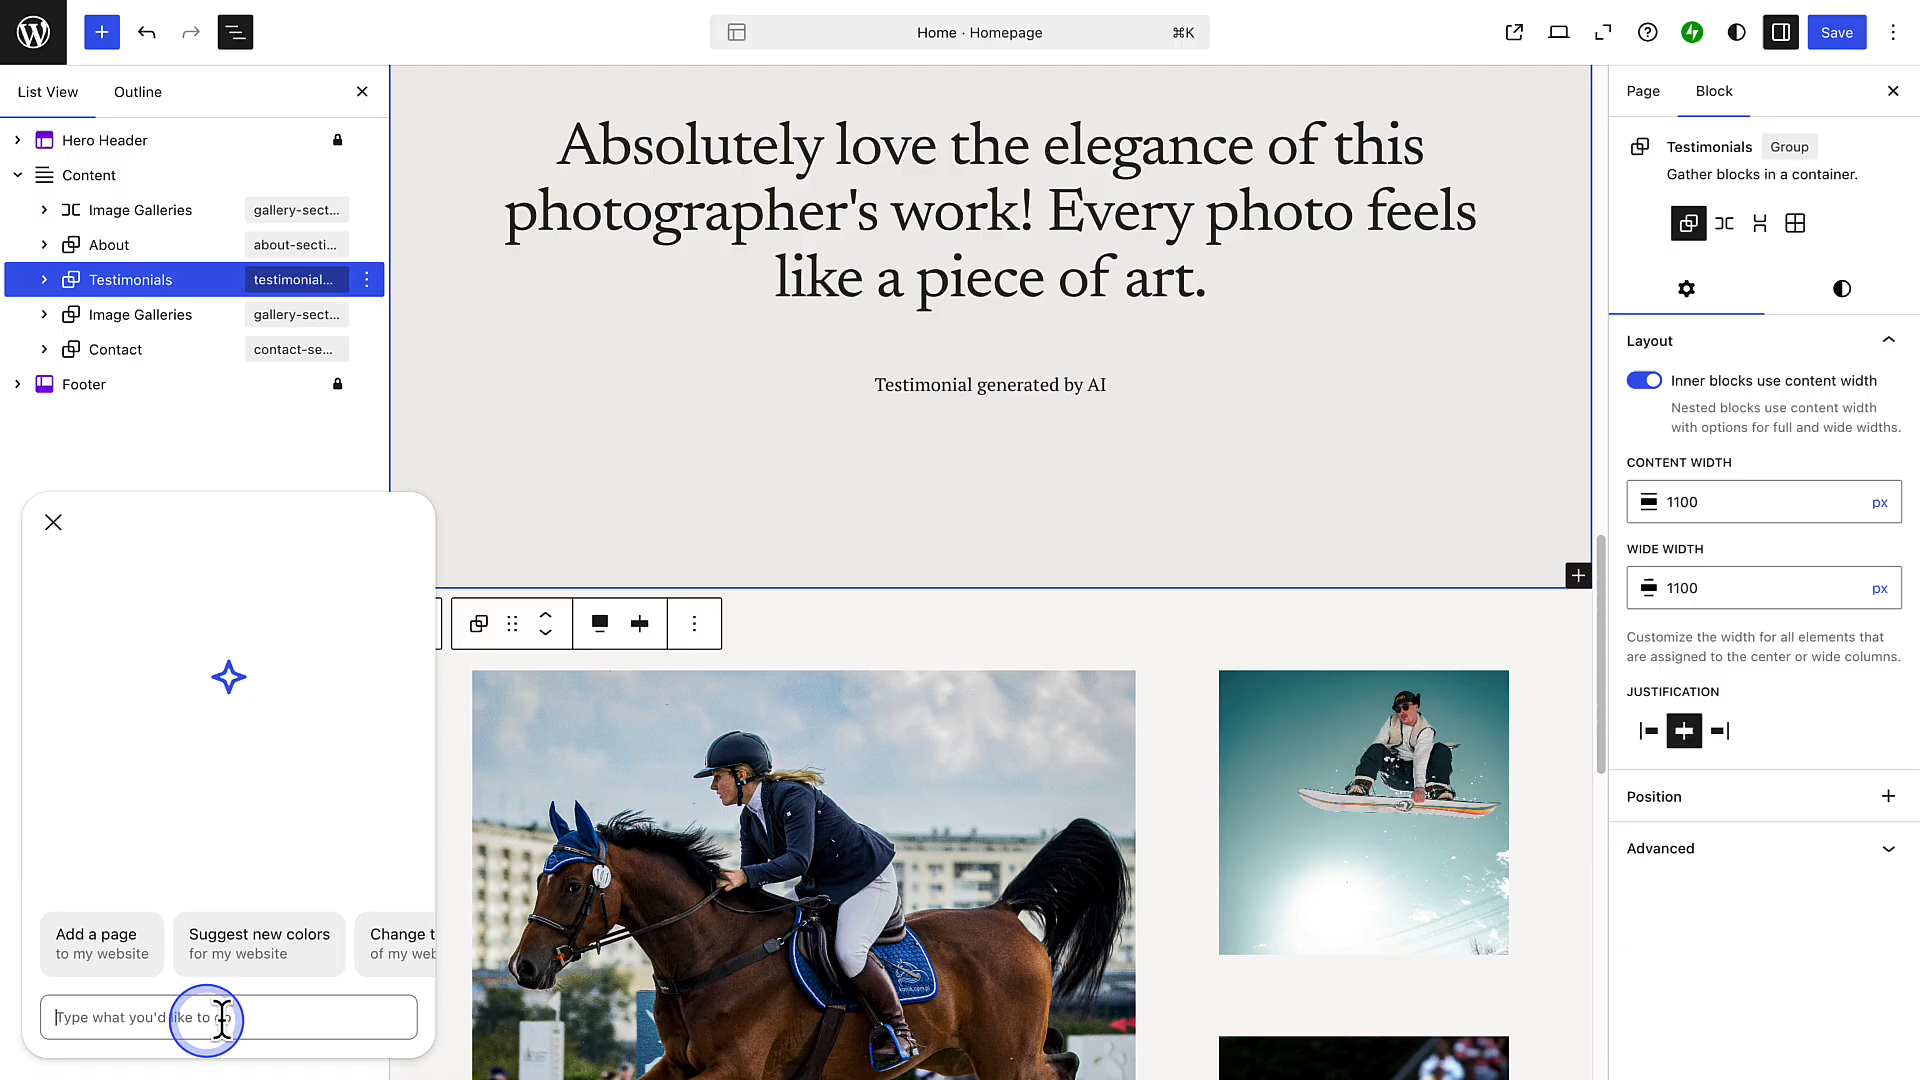 Home · Homepage
⌘K
Save
List View
Outline
Hero Header
Content
Image Galleries
gallery-sect...
About
about-secti...
Testimonials
testimonial...
Image Galleries
gallery-sect...
Contact
contact-se...
Footer
Absolutely love the elegance of this
photographer's work! Every photo feels
like a piece of art.
Testimonial generated by AI
Add a page
to my website
Suggest new colors
for my website
Change t
of my web
Type what you'd like to do
Page
Block
Testimonials
Group
Gather blocks in a container.
Layout
Inner blocks use content width
Nested blocks use content width
with options for full and wide widths.
CONTENT WIDTH
1100
px
WIDE WIDTH
1100
px
Customize the width for all elements that
are assigned to the center or wide columns.
JUSTIFICATION
Position
Advanced